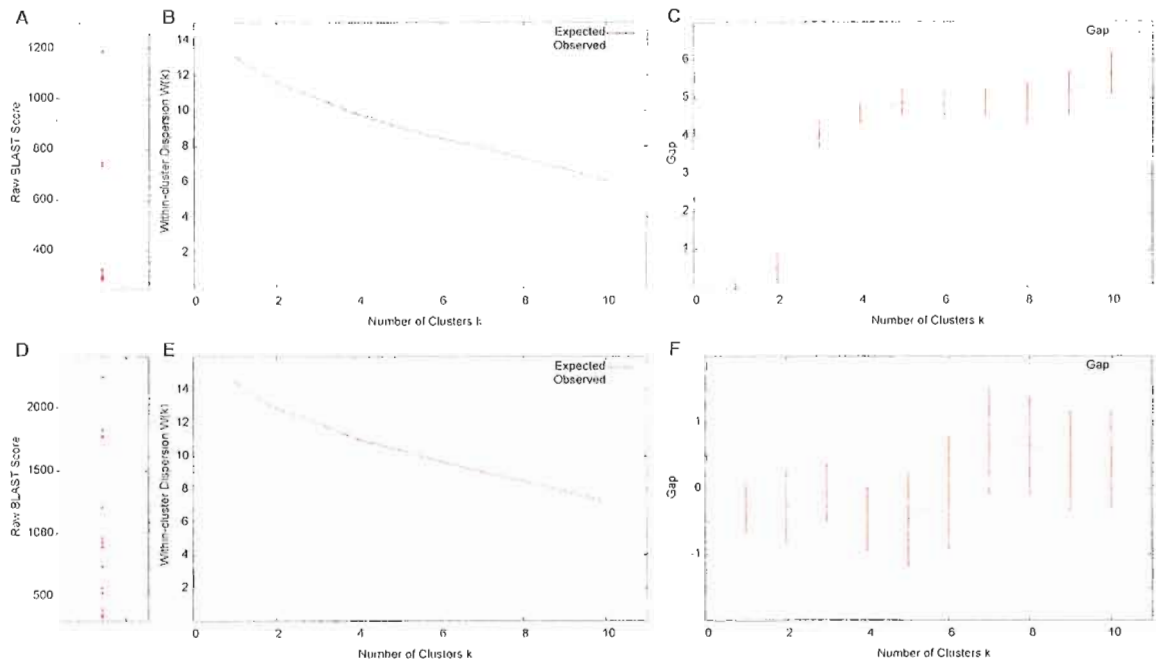 A
1200
1000
800
600
400
Raw BLAST Score
B
14
12
10
8
6
4
2
Within-cluster Dispersion W(k)
Expected
Observed
0 2 4 6 8 10
Number of Clusters k
C
Gap
6
5
4
3
2
1
Gap
0 2 4 6 8 10
Number of Clusters k
D
2000
1500
1000
500
Raw BLAST Score
E
14
12
10
8
6
4
2
Within-cluster Dispersion W(k)
Expected
Observed
0 2 4 6 8 10
Number of Clusters k
F
Gap
1
0
-1
Gap
0 2 4 6 8 10
Number of Clusters k